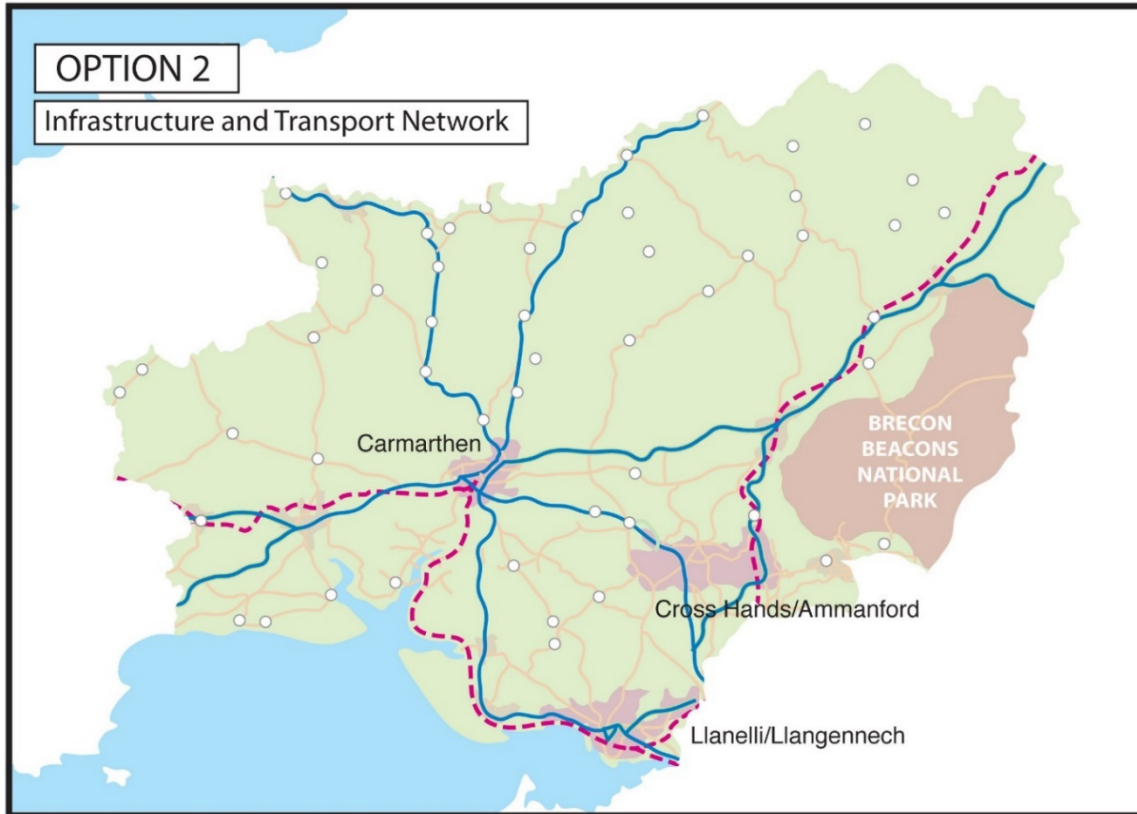 OPTION 2
Infrastructure and Transport Network
Carmarthen
BRECON
BEACONS
NATIONAL
PARK
Cross Hands/Ammanford
Llanelli/Llangennech